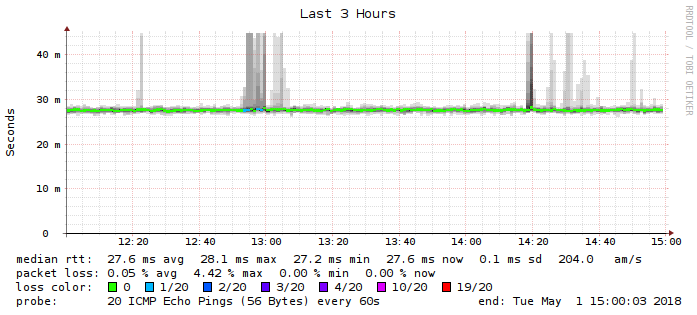 Last 3 Hours
RRDTOOL / TOBI OETIKER
Seconds
40 m
30 m
20 m
10 m
0
12:20 12:40 13:00 13:20 13:40 14:00 14:20 14:40 15:00
median rtt: 27.6 ms avg 28.1 ms max 27.2 ms min 27.6 ms now 0.1 ms sd 204.0 am/s
packet loss: 0.05 % avg 4.42 % max 0.00 % min 0.00 % now
loss color: 0 1/20 2/20 3/20 4/20 10/20 19/20
probe: 20 ICMP Echo Pings (56 Bytes) every 60s end: Tue May 1 15:00:03 2018